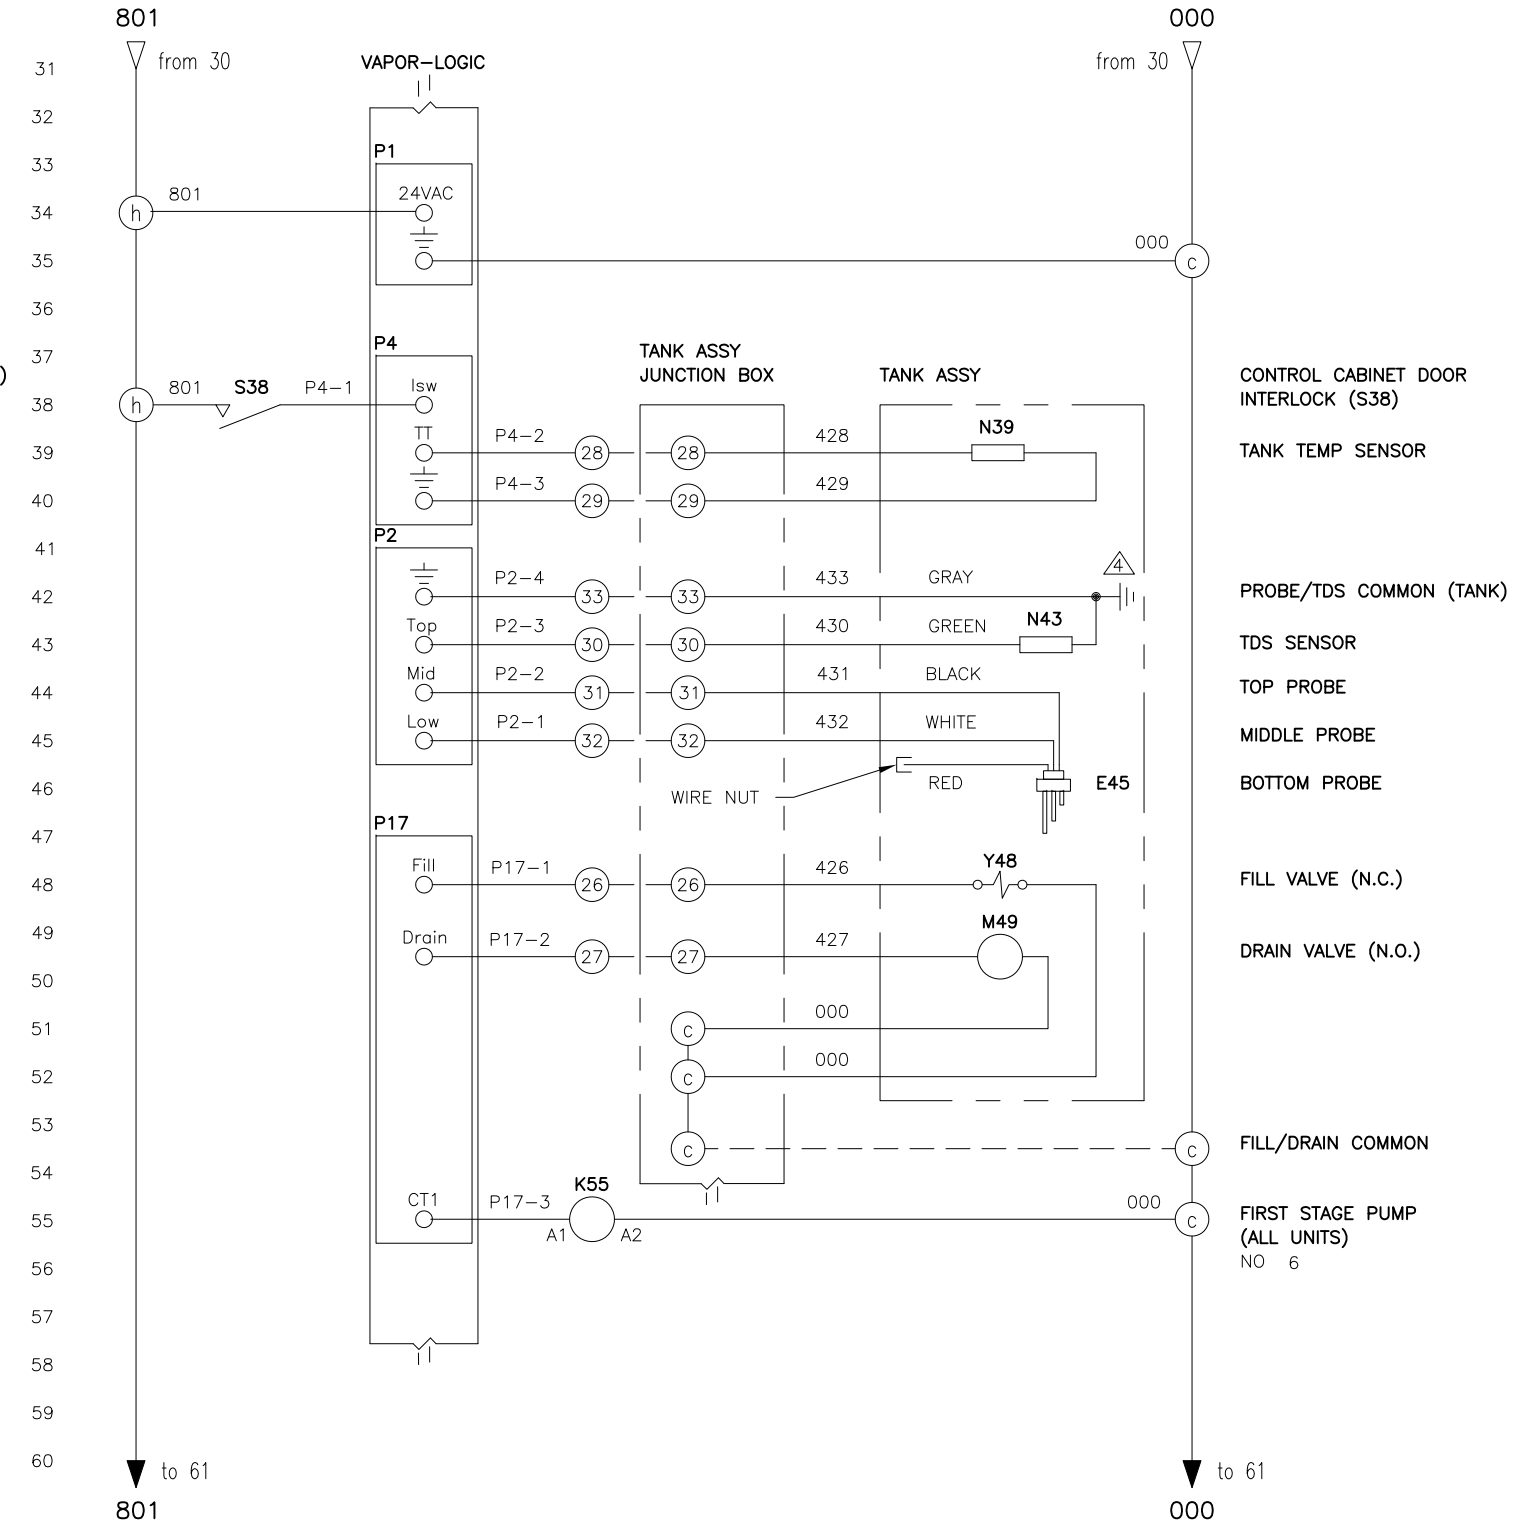 801
000
from 30
from 30
31
VAPOR-LOGIC
32
33
P1
801
24VAC
34
h
000
35
c
36
37
P4
TANK ASSY
JUNCTION BOX
TANK ASSY
)
CONTROL CABINET DOOR
INTERLOCK (S38)
801
S38
P4-1
Isw
38
h
TT
P4-2
428
N39
39
28
28
TANK TEMP SENSOR
P4-3
429
40
29
29
P2
41
4
P2-4
433
GRAY
42
33
33
PROBE/TDS COMMON (TANK)
Top
P2-3
430
GREEN
N43
43
30
30
TDS SENSOR
Mid
P2-2
431
BLACK
44
31
31
TOP PROBE
Low
P2-1
432
WHITE
45
32
32
MIDDLE PROBE
46
WIRE NUT
RED
E45
BOTTOM PROBE
P17
47
Fill
P17-1
426
Y48
48
26
26
FILL VALVE (N.C.)
49
Drain
P17-2
427
M49
27
27
DRAIN VALVE (N.O.)
50
000
51
c
000
52
c
53
c
c
FILL/DRAIN COMMON
54
K55
CT1
P17-3
000
55
A1
A2
c
FIRST STAGE PUMP
(ALL UNITS)
NO 6
56
57
58
59
60
to 61
to 61
801
000